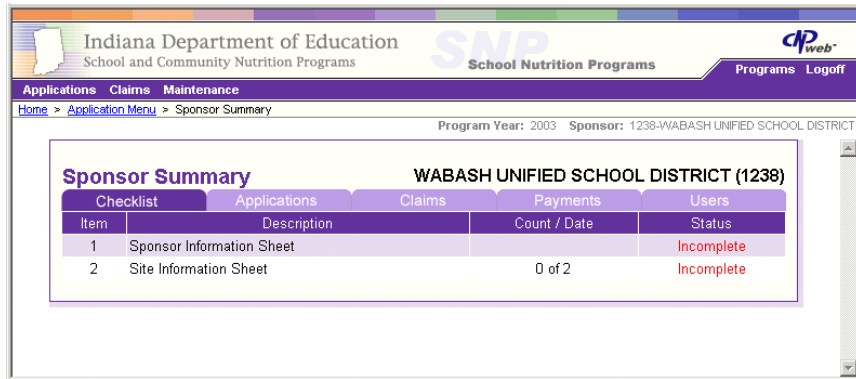 Indiana Department of Education
School and Community Nutrition Programs
SNP
School Nutrition Programs
CNPweb
Programs Logoff
Applications Claims Maintenance
Home > Application Menu > Sponsor Summary
Program Year: 2003 Sponsor: 1238-WABASH UNIFIED SCHOOL DISTRICT
Sponsor Summary WABASH UNIFIED SCHOOL DISTRICT (1238)
Checklist Applications Claims Payments Users
Item Description Count / Date Status
1 Sponsor Information Sheet Incomplete
2 Site Information Sheet 0 of 2 Incomplete